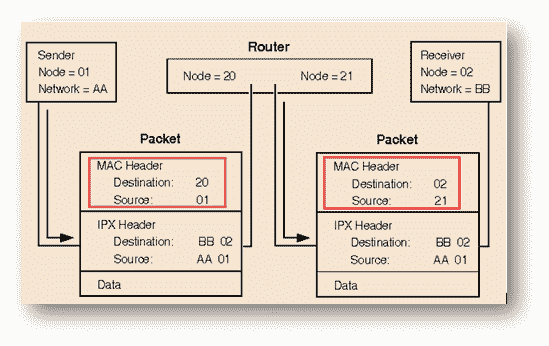 Sender
Node = 01
Network = AA
Router
Node = 20 Node = 21
Receiver
Node = 02
Network = BB
Packet
MAC Header
Destination: 20
Source: 01
IPX Header
Destination: BB 02
Source: AA 01
Data
Packet
MAC Header
Destination: 02
Source: 21
IPX Header
Destination: BB 02
Source: AA 01
Data